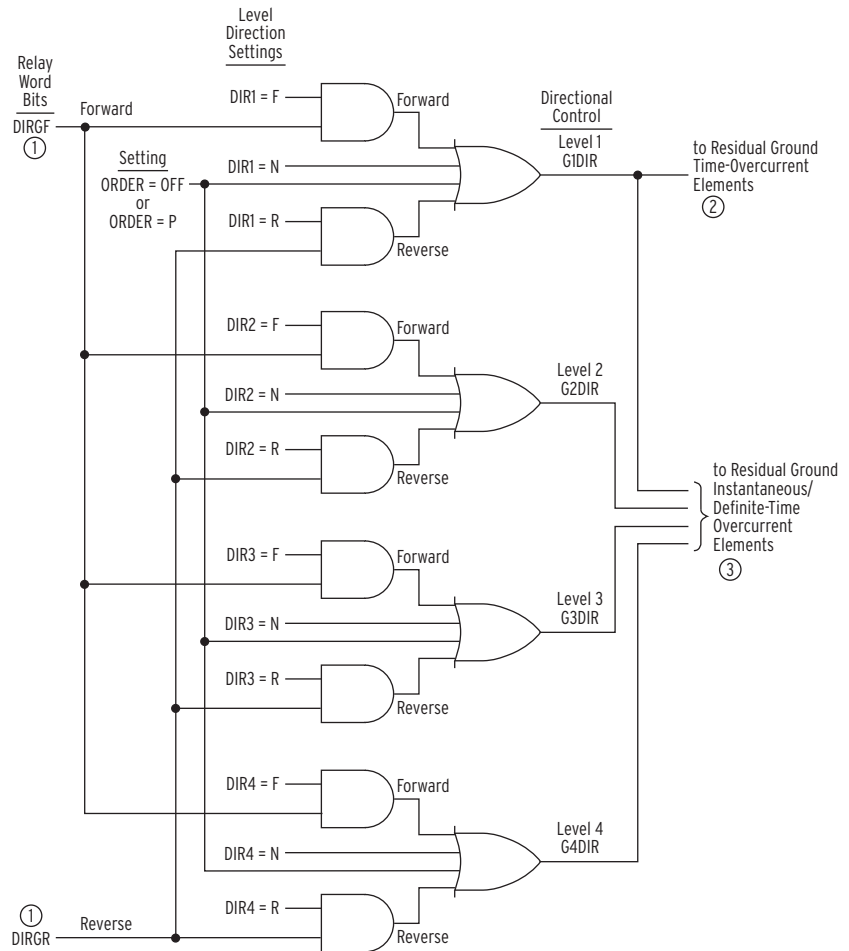 Level
Direction
Settings
Relay
Word
Bits
DIRGF
①
Forward
Setting
ORDER = OFF
or
ORDER = P
DIR1 = F
Forward
DIR1 = N
DIR1 = R
Reverse
Directional
Control
Level 1
G1DIR
to Residual Ground
Time-Overcurrent
Elements
②
DIR2 = F
Forward
DIR2 = N
DIR2 = R
Reverse
Level 2
G2DIR
to Residual Ground
Instantaneous/
Definite-Time
Overcurrent
Elements
③
DIR3 = F
Forward
DIR3 = N
DIR3 = R
Reverse
Level 3
G3DIR
DIR4 = F
Forward
DIR4 = N
DIR4 = R
Reverse
Level 4
G4DIR
①
DIRGR
Reverse